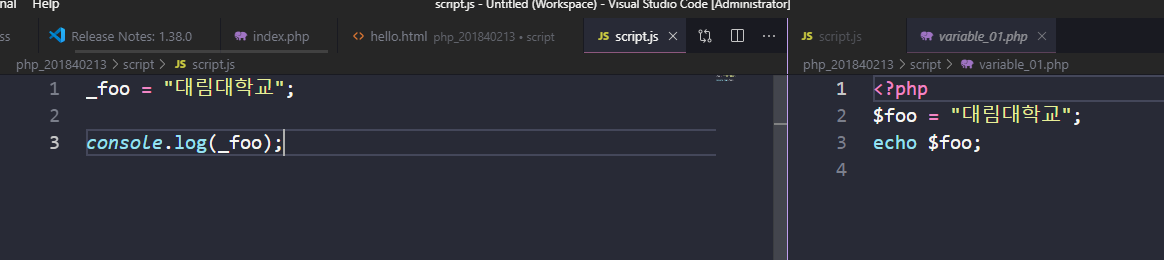 nal Help script.js - Untitled (Workspace) - Visual Studio Code [Administrator]
ss Release Notes: 1.38.0 index.php <> hello.html php_201840213 • script JS script.js × ...
php_201840213 > script > JS script.js
1 _foo = "대림대학교";
2
3 console.log(_foo);
JS script.js variable_01.php ×
php_201840213 > script > variable_01.php
1 <?php
2 $foo = "대림대학교";
3 echo $foo;
4